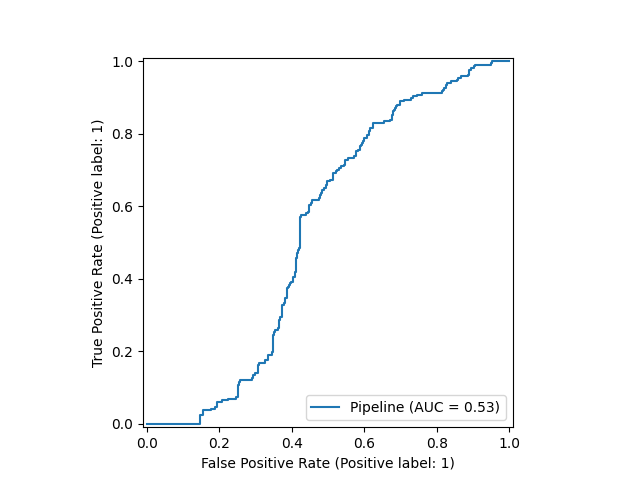 1.0
0.8
0.6
0.4
0.2
0.0
True Positive Rate (Positive label: 1)
Pipeline (AUC = 0.53)
0.0 0.2 0.4 0.6 0.8 1.0
False Positive Rate (Positive label: 1)